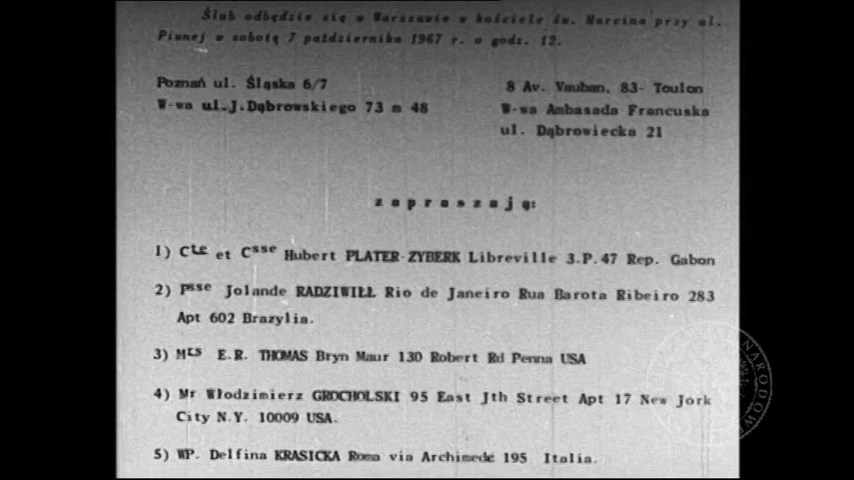 Ślub odbędzie się w Warszawie w kościele św. Marcina przy ul.
Piwnej w sobotę 7 października 1967 r. o godz. 12.
Poznań ul. Śląska 6/7
W-wa ul.J.Dąbrowskiego 73 m 48
8 Av. Vauban, 83- Toulon
W-wa Ambasada Francuska
ul. Dąbrowiecka 21
zapraszają:
1) Cte et Csse Hubert PLATER-ZYBERK Libreville 3.P.47 Rep. Gabon
2) Psse Jolande RADZIWIŁŁ Rio de Janeiro Rua Barota Ribeiro 283
Apt 602 Brazylia.
3) Mrs E.R. THOMAS Bryn Maur 130 Robert Rd Penna USA
4) Mr Włodzimierz GROCHOLSKI 95 East Jth Street Apt 17 New Jork
City N.Y. 10009 USA.
5) WP. Delfina KRASICKA Roma via Archimede 195 Italia.
NARODOWE